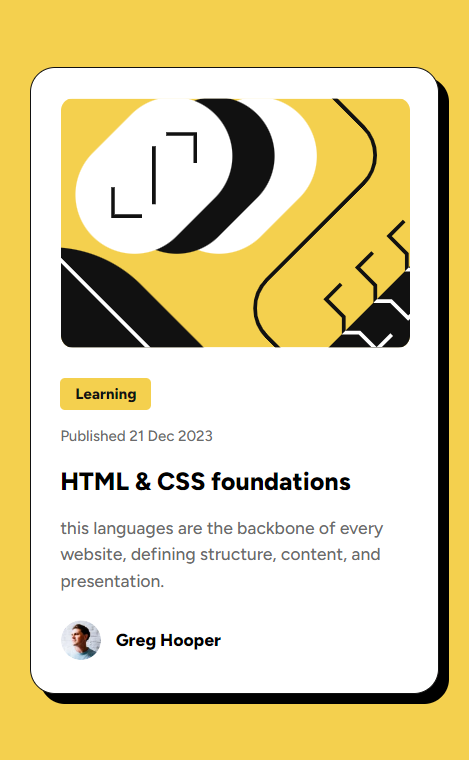 Learning
Published 21 Dec 2023
HTML & CSS foundations
this languages are the backbone of every
website, defining structure, content, and
presentation.
Greg Hooper